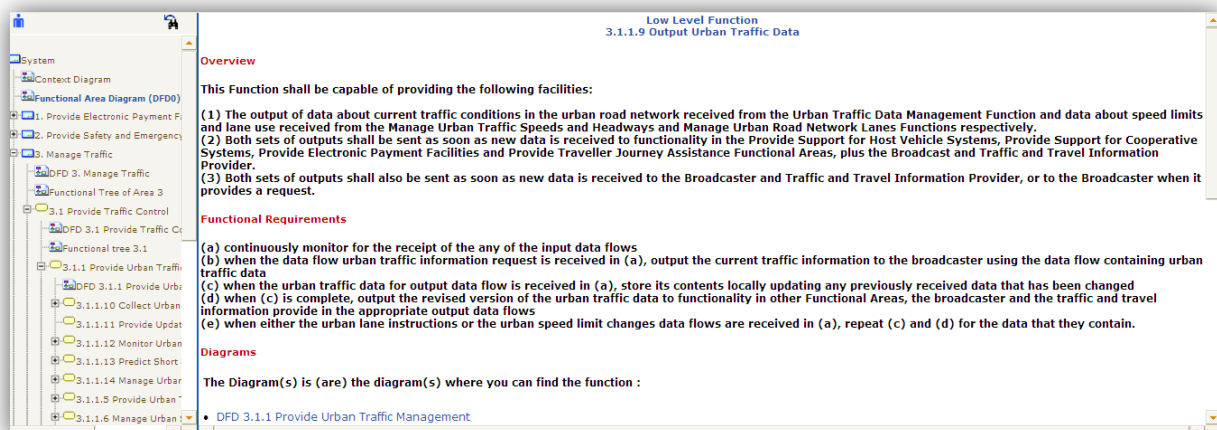 System
Context Diagram
Functional Area Diagram (DFD0)
1. Provide Electronic Payment Fa
2. Provide Safety and Emergency
3. Manage Traffic
DFD 3. Manage Traffic
Functional Tree of Area 3
3.1 Provide Traffic Control
DFD 3.1 Provide Traffic Co
Functional tree 3.1
3.1.1 Provide Urban Traffi
DFD 3.1.1 Provide Urba
3.1.1.10 Collect Urban
3.1.1.11 Provide Updat
3.1.1.12 Monitor Urban
3.1.1.13 Predict Short
3.1.1.14 Manage Urban
3.1.1.5 Provide Urban T
3.1.1.6 Manage Urban S
Low Level Function
3.1.1.9 Output Urban Traffic Data
Overview
This Function shall be capable of providing the following facilities:
(1) The output of data about current traffic conditions in the urban road network received from the Urban Traffic Data Management Function and data about speed limits
and lane use received from the Manage Urban Traffic Speeds and Headways and Manage Urban Road Network Lanes Functions respectively.
(2) Both sets of outputs shall be sent as soon as new data is received to functionality in the Provide Support for Host Vehicle Systems, Provide Support for Cooperative
Systems, Provide Electronic Payment Facilities and Provide Traveller Journey Assistance Functional Areas, plus the Broadcast and Traffic and Travel Information
Provider.
(3) Both sets of outputs shall also be sent as soon as new data is received to the Broadcaster and Traffic and Travel Information Provider, or to the Broadcaster when it
provides a request.
Functional Requirements
(a) continuously monitor for the receipt of the any of the input data flows
(b) when the data flow urban traffic information request is received in (a), output the current traffic information to the broadcaster using the data flow containing urban
traffic data
(c) when the urban traffic data for output data flow is received in (a), store its contents locally updating any previously received data that has been changed
(d) when (c) is complete, output the revised version of the urban traffic data to functionality in other Functional Areas, the broadcaster and the traffic and travel
information provide in the appropriate output data flows
(e) when either the urban lane instructions or the urban speed limit changes data flows are received in (a), repeat (c) and (d) for the data that they contain.
Diagrams
The Diagram(s) is (are) the diagram(s) where you can find the function :
• DFD 3.1.1 Provide Urban Traffic Management